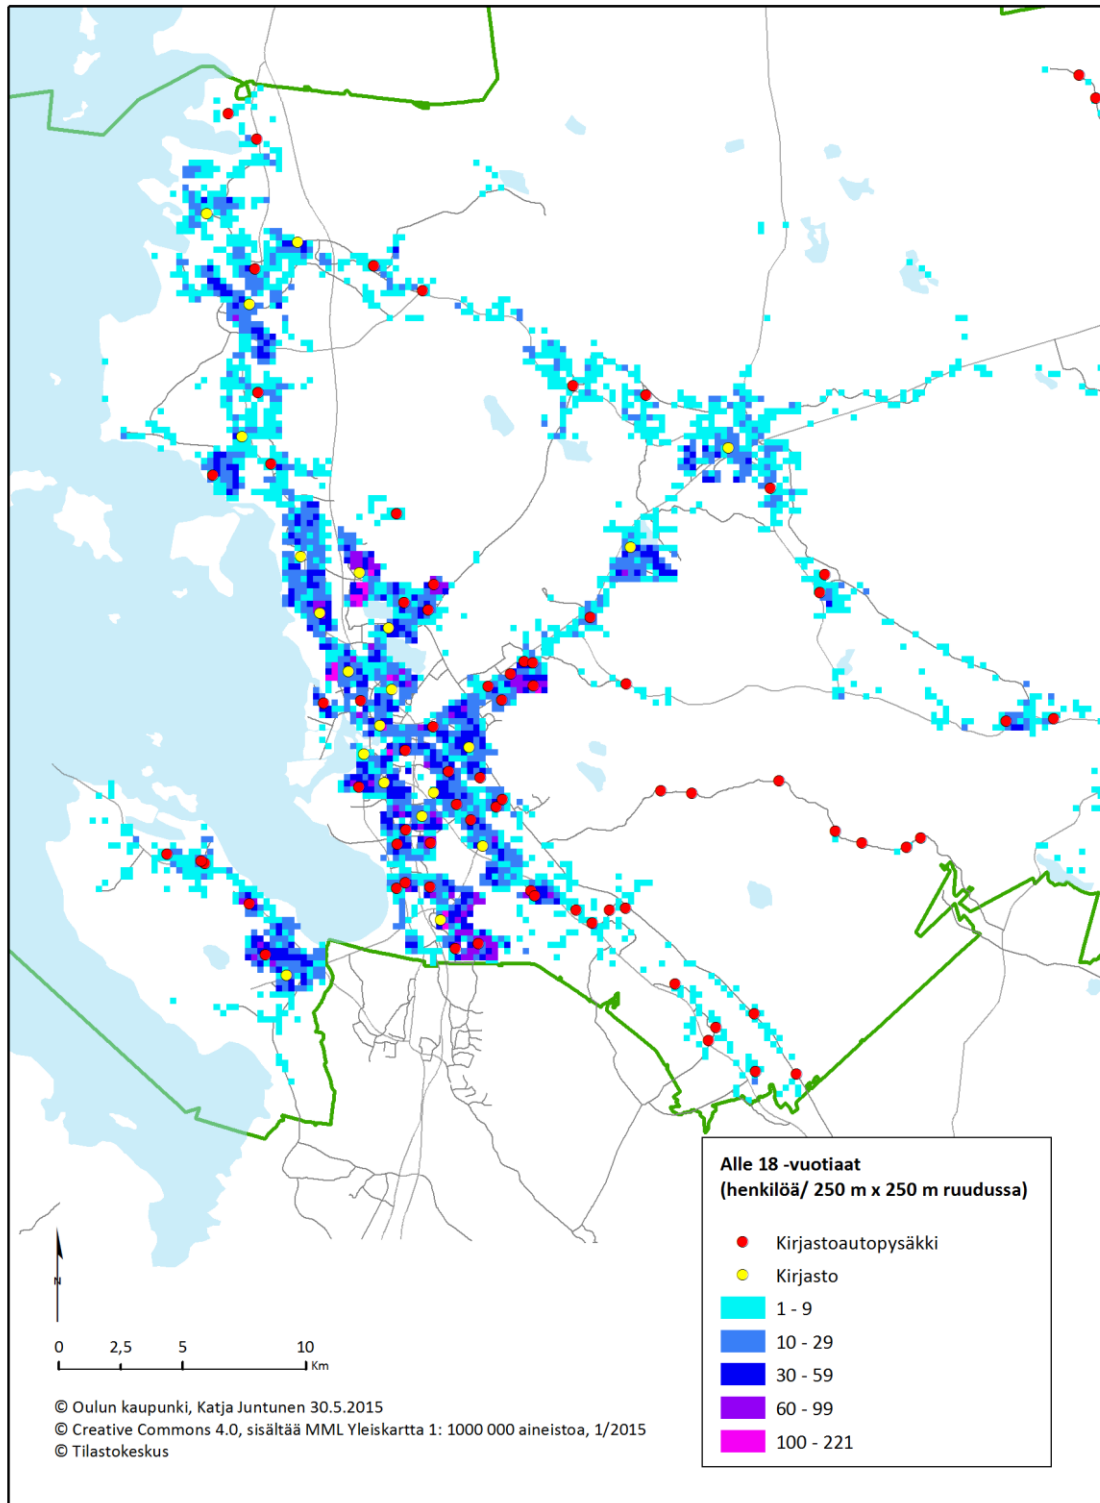 Alle 18 -vuotiaat
(henkilöä/ 250 m x 250 m ruudussa)
Kirjastoautopysäkki
Kirjasto
1 - 9
10 - 29
30 - 59
60 - 99
100 - 221
N
0 2,5 5 10
Km
© Oulun kaupunki, Katja Juntunen 30.5.2015
© Creative Commons 4.0, sisältää MML Yleiskartta 1: 1000 000 aineistoa, 1/2015
© Tilastokeskus